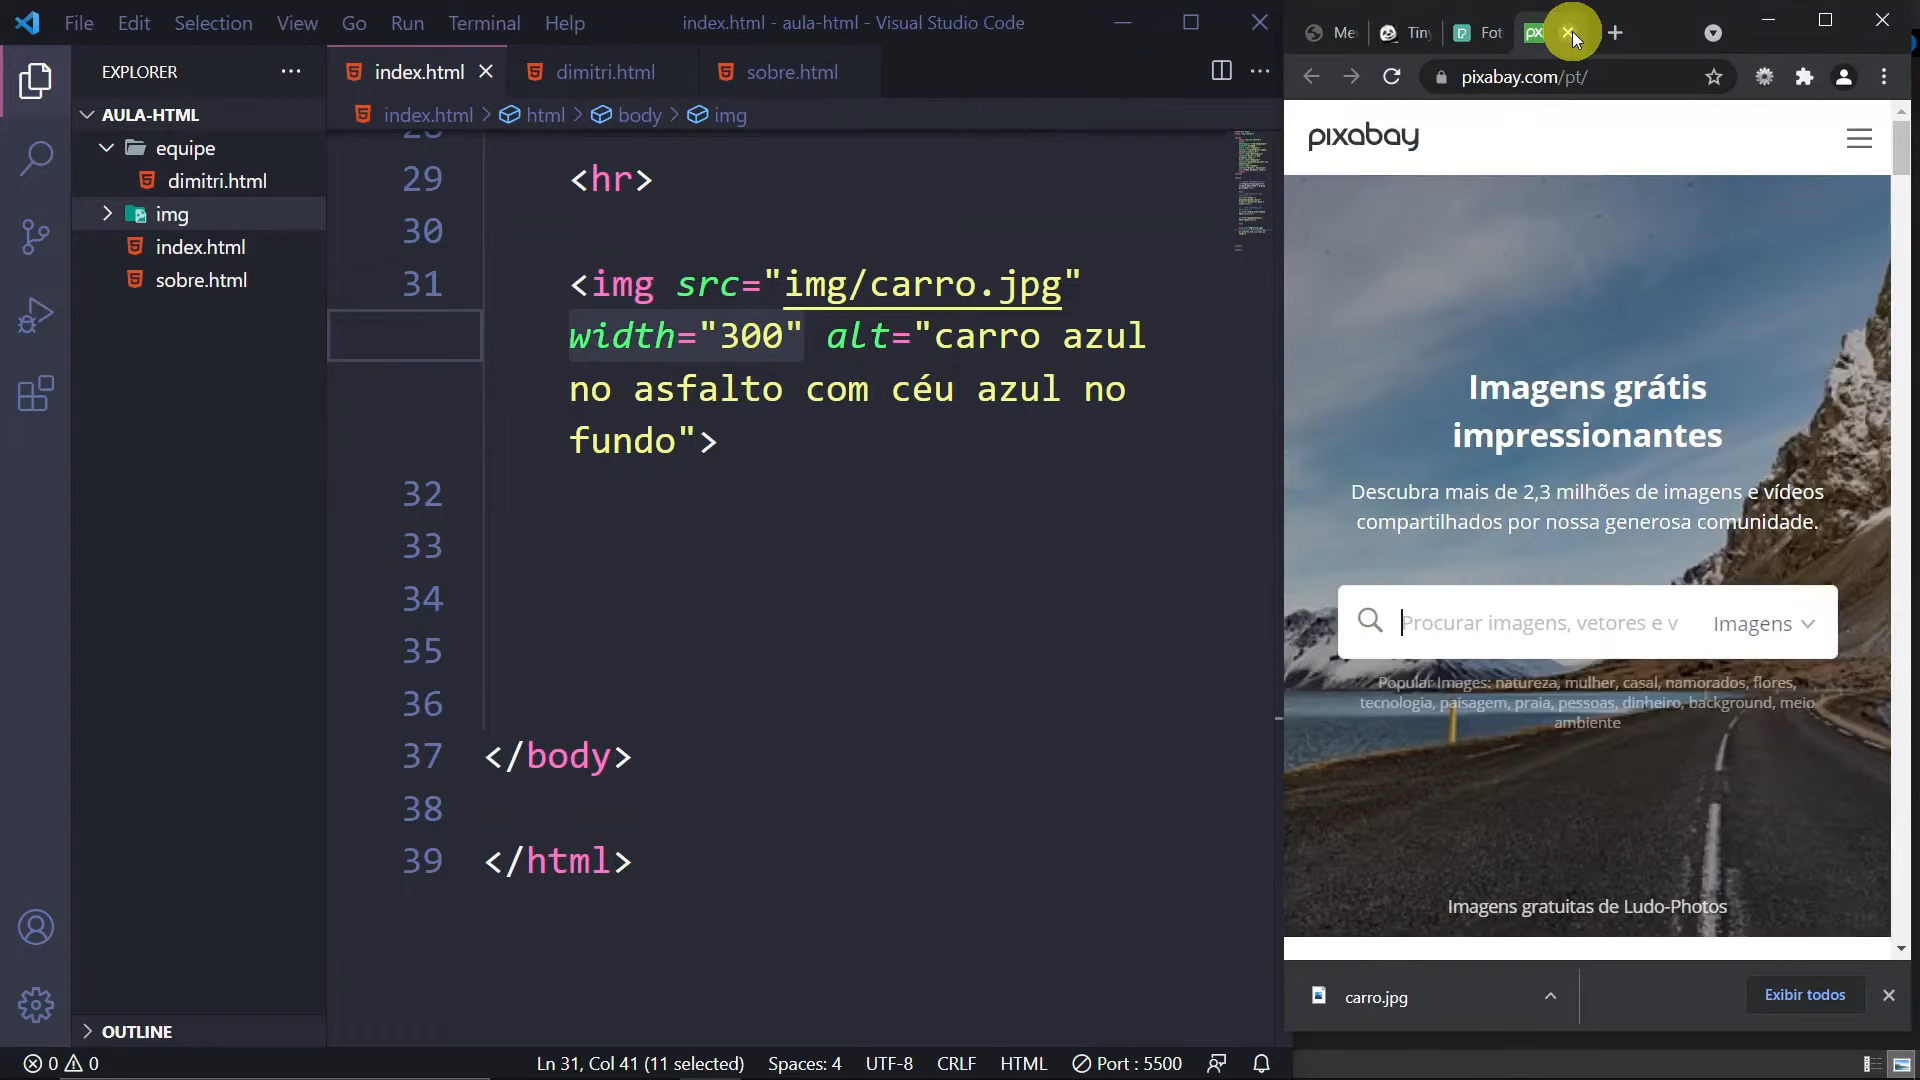 File Edit Selection View Go Run Terminal Help
index.html - aula-html - Visual Studio Code
EXPLORER
AULA-HTML
equipe
dimitri.html
img
index.html
sobre.html
OUTLINE
index.html dimitri.html sobre.html
index.html > html > body > img
28
29 <hr>
30
31 <img src="img/carro.jpg"
width="300" alt="carro azul
no asfalto com céu azul no
fundo">
32
33
34
35
36
37 </body>
38
39 </html>
0 0
Ln 31, Col 41 (11 selected) Spaces: 4 UTF-8 CRLF HTML Port : 5500
Me Tiny Fot px
pixabay.com/pt/
pixabay
Imagens grátis
impressionantes
Descubra mais de 2,3 milhões de imagens e vídeos
compartilhados por nossa generosa comunidade.
Procurar imagens, vetores e v Imagens
Popular Images: natureza, mulher, casal, namorados, flores,
tecnologia, paisagem, praia, pessoas, dinheiro, background, meio
ambiente
Imagens gratuitas de Ludo-Photos
carro.jpg
Exibir todos